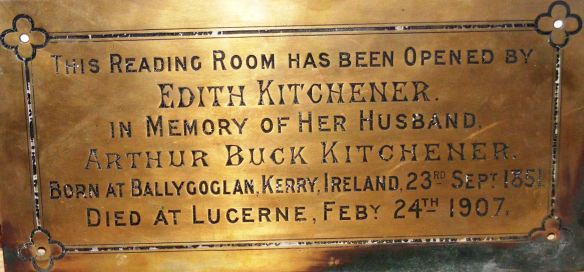 THIS READING ROOM HAS BEEN OPENED BY
EDITH KITCHENER.
IN MEMORY OF HER HUSBAND,
ARTHUR BUCK KITCHENER.
BORN AT BALLYGOGLAN, KERRY, IRELAND, 23RD SEPT 1851.
DIED AT LUCERNE, FEBY 24TH 1907.